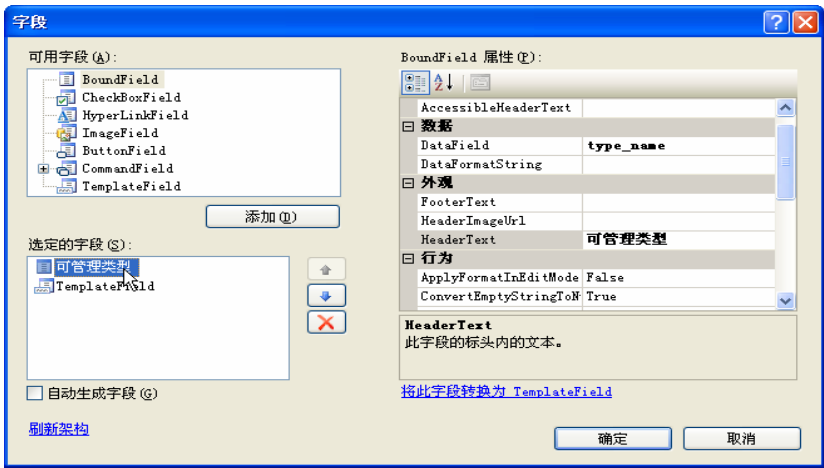 字段
可用字段(A):
BoundField
CheckBoxField
HyperLinkField
ImageField
ButtonField
CommandField
TemplateField
添加(D)
选定的字段(S):
可管理类型
TemplateField
自动生成字段(G)
刷新架构
BoundField 属性(P):
AccessibleHeaderText
数据
DataField type_name
DataFormatString
外观
FooterText
HeaderImageUrl
HeaderText 可管理类型
行为
ApplyFormatInEditMode False
ConvertEmptyStringToN True
HeaderText
此字段的标头内的文本。
将此字段转换为 TemplateField
确定
取消